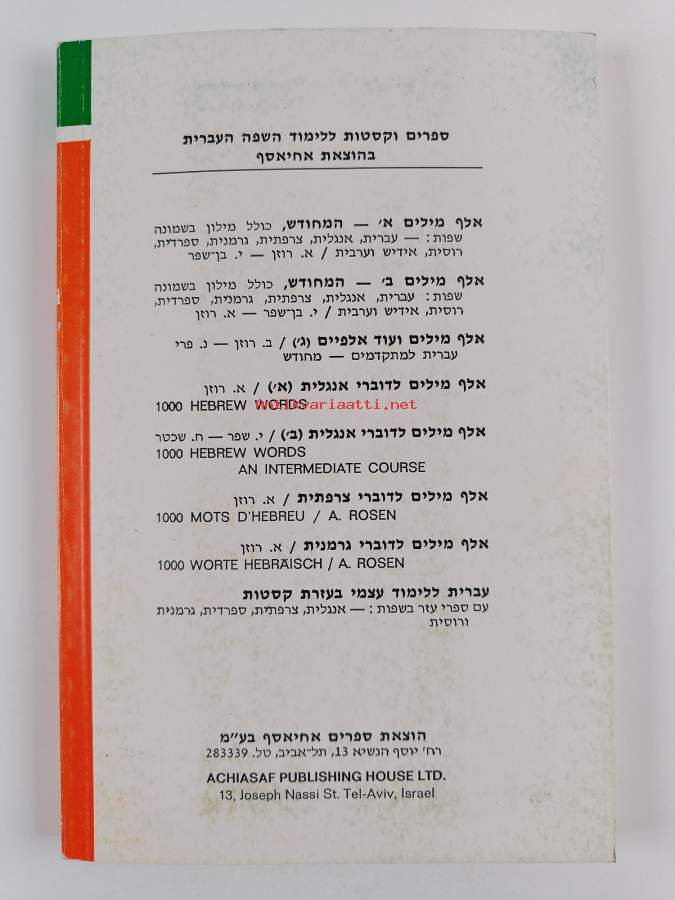 ספרים וקסטות ללימוד השפה העברית
בהוצאת אחיאסף
אלף מילים א׳ — המחודש, כולל מילון בשמונה
שפות: — עברית, אנגלית, צרפתית, גרמנית, ספרדית,
רוסית, אידיש וערבית / א. רוזן — י. בן־שפר
אלף מילים ב׳ — המחודש, כולל מילון בשמונה
שפות: עברית, אנגלית, צרפתית, גרמנית, ספרדית,
רוסית, אידיש וערבית / י. בן־שפר — א. רוזן
אלף מילים ועוד אלפיים (ג׳) / ב. רוזן — נ. פרי
עברית למתקדמים — מחודש
אלף מילים לדוברי אנגלית (א׳) / א. רוזן
1000 HEBREW WORDS
אלף מילים לדוברי אנגלית (ב׳) / י. שפר — ח. שכטר
1000 HEBREW WORDS
AN INTERMEDIATE COURSE
אלף מילים לדוברי צרפתית / א. רוזן
1000 MOTS D'HEBREU / A. ROSEN
אלף מילים לדוברי גרמנית / א. רוזן
1000 WORTE HEBRÄISCH / A. ROSEN
עברית ללימוד עצמי בעזרת קסטות
עם ספרי עזר בשפות: — אנגלית, צרפתית, ספרדית, גרמנית
ורוסית
הוצאת ספרים אחיאסף בע״מ
רח׳ יוסף הנשיא 13, תל־אביב, טל. 283339
ACHIASAF PUBLISHING HOUSE LTD.
13, Joseph Nassi St. Tel-Aviv, Israel